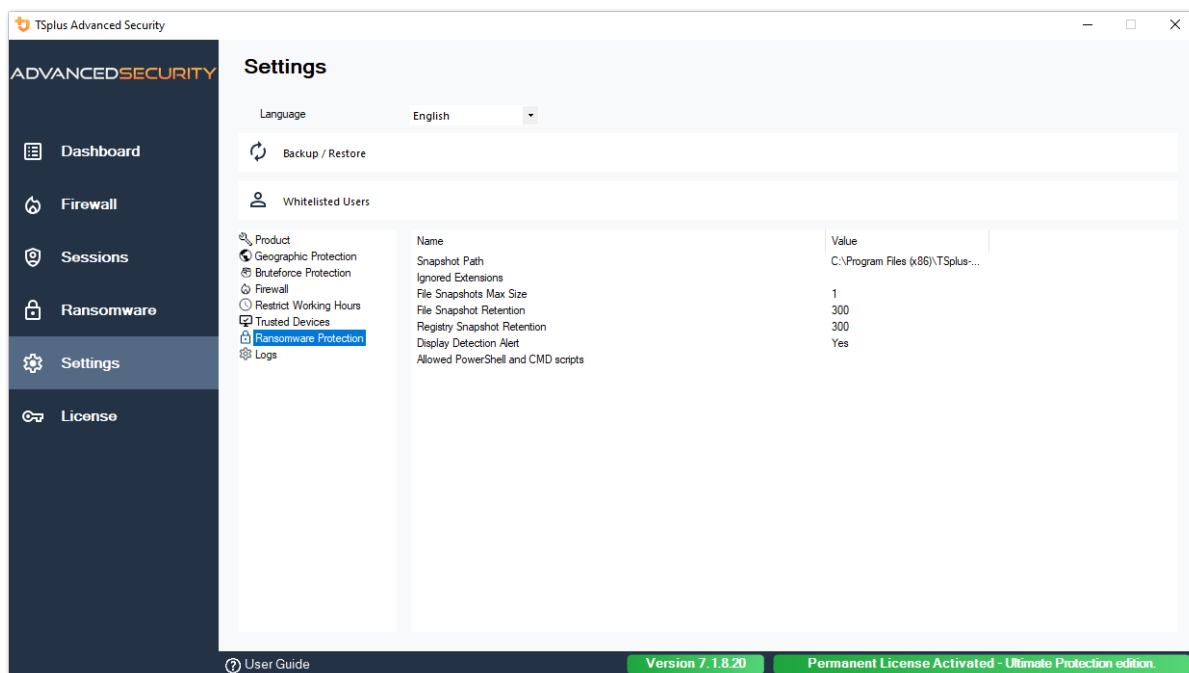 TSplus Advanced Security
ADVANCEDSECURITY
Dashboard
Firewall
Sessions
Ransomware
Settings
License
Settings
Language English
Backup / Restore
Whitelisted Users
Product
Geographic Protection
Bruteforce Protection
Firewall
Restrict Working Hours
Trusted Devices
Ransomware Protection
Logs
Name Value
Snapshot Path C:\Program Files (x86)\TSplus-...
Ignored Extensions
File Snapshots Max Size 1
File Snapshot Retention 300
Registry Snapshot Retention 300
Display Detection Alert Yes
Allowed PowerShell and CMD scripts
User Guide
Version 7.1.8.20
Permanent License Activated - Ultimate Protection edition.